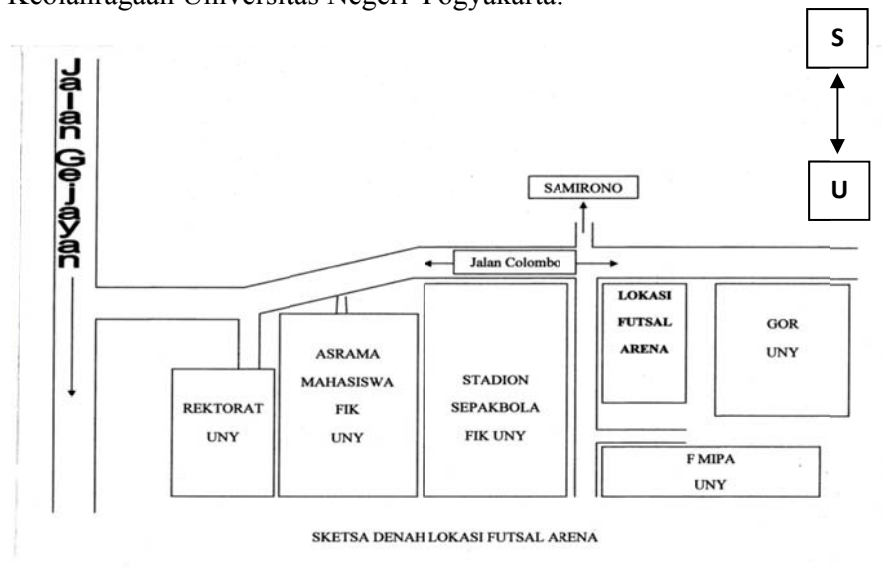 Keolahragaan Universitas Negeri Yogyakarta.
S
U
Jalan Gejayan
SAMIRONO
Jalan Colombo
LOKASI
FUTSAL
ARENA
GOR
UNY
ASRAMA
MAHASISWA
FIK
UNY
STADION
SEPAKBOLA
FIK UNY
REKTORAT
UNY
F MIPA
UNY
SKETSA DENAH LOKASI FUTSAL ARENA